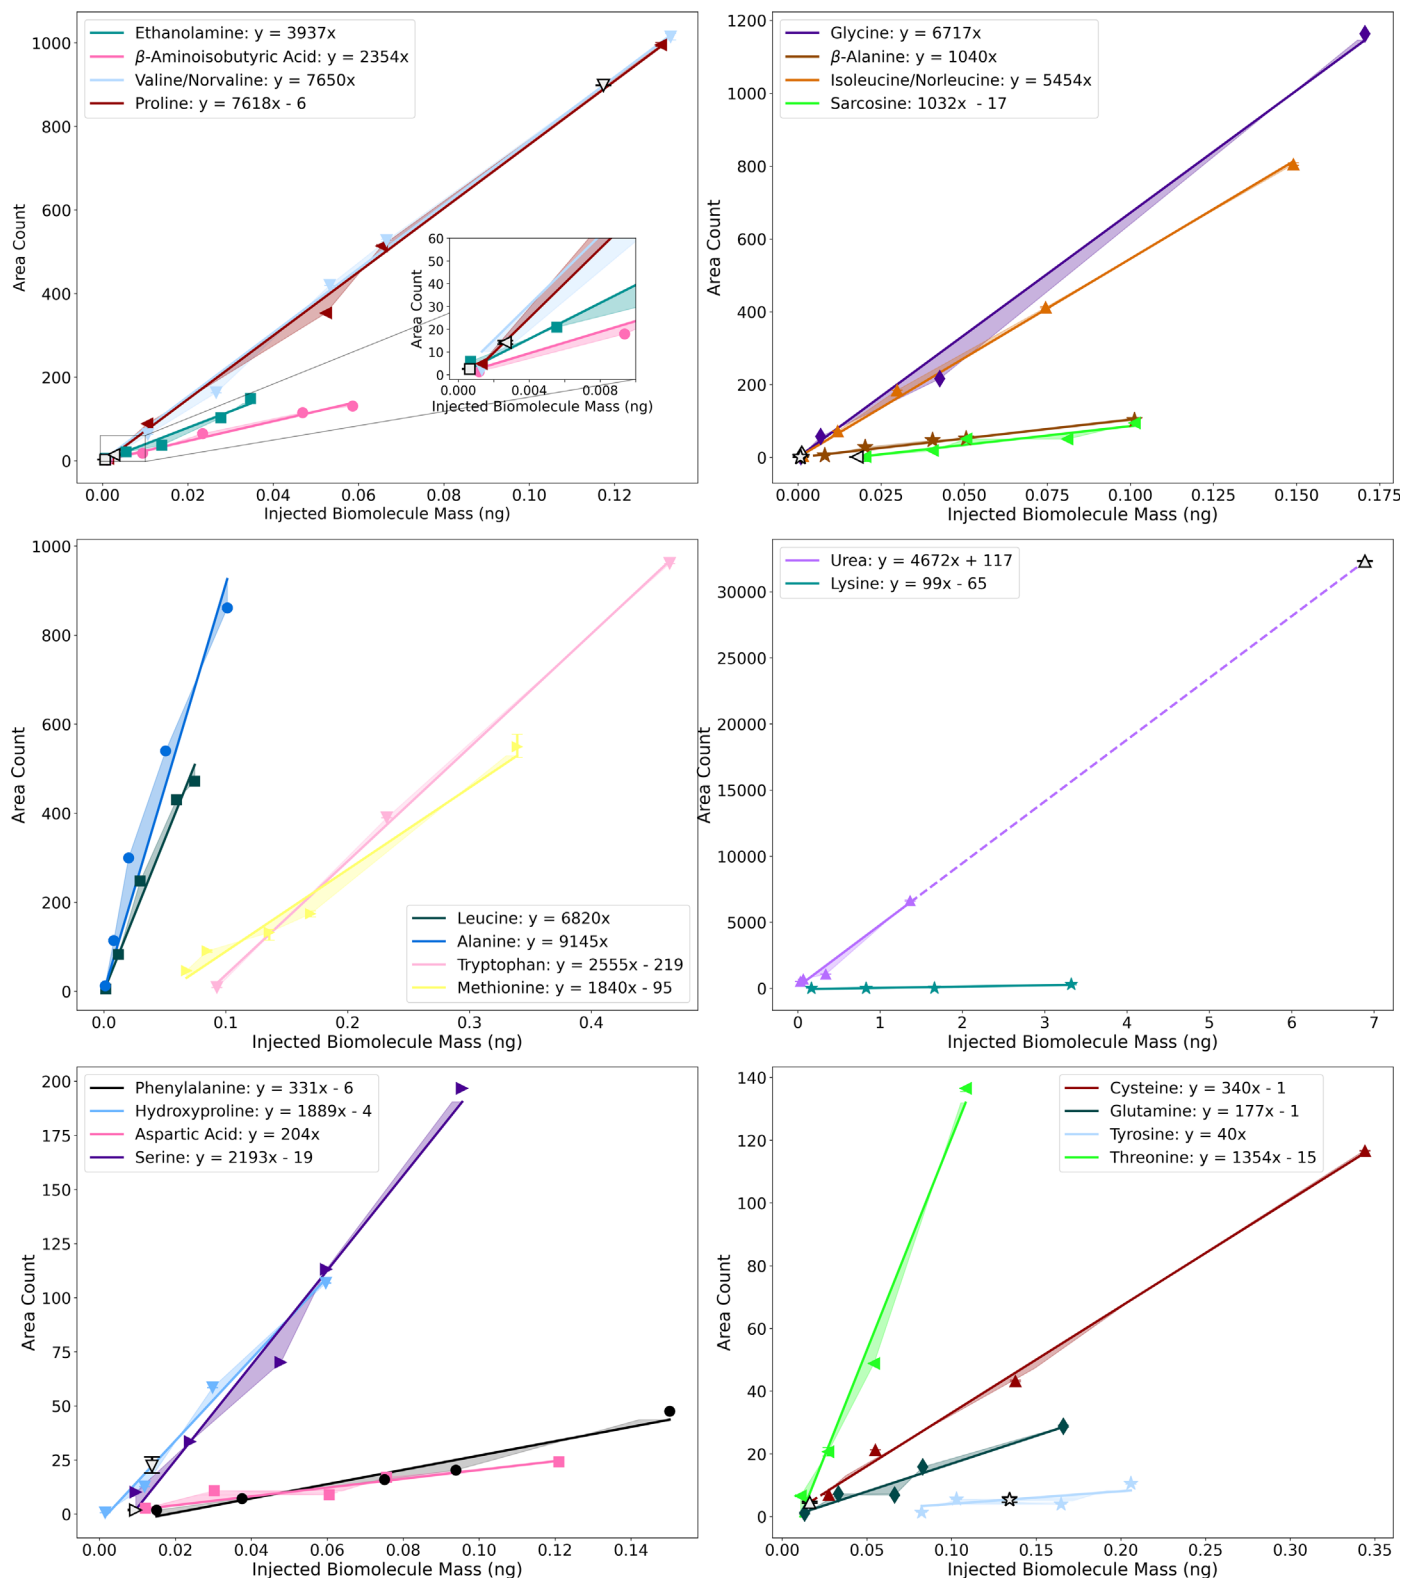 Ethanolamine: y = 3937x
β-Aminoisobutyric Acid: y = 2354x
Valine/Norvaline: y = 7650x
Proline: y = 7618x - 6
1000
800
600
400
200
0
Area Count
0.00 0.02 0.04 0.06 0.08 0.10 0.12
Injected Biomolecule Mass (ng)
60
50
40
30
20
10
0
Area Count
0.000 0.004 0.008
Injected Biomolecule Mass (ng)
Glycine: y = 6717x
β-Alanine: y = 1040x
Isoleucine/Norleucine: y = 5454x
Sarcosine: 1032x - 17
1200
1000
800
600
400
200
0
Area Count
0.000 0.025 0.050 0.075 0.100 0.125 0.150 0.175
Injected Biomolecule Mass (ng)
1000
800
600
400
200
0
Area Count
Leucine: y = 6820x
Alanine: y = 9145x
Tryptophan: y = 2555x - 219
Methionine: y = 1840x - 95
0.0 0.1 0.2 0.3 0.4
Injected Biomolecule Mass (ng)
Urea: y = 4672x + 117
Lysine: y = 99x - 65
30000
25000
20000
15000
10000
5000
0
Area Count
0 1 2 3 4 5 6 7
Injected Biomolecule Mass (ng)
Phenylalanine: y = 331x - 6
Hydroxyproline: y = 1889x - 4
Aspartic Acid: y = 204x
Serine: y = 2193x - 19
200
175
150
125
100
75
50
25
0
Area Count
0.00 0.02 0.04 0.06 0.08 0.10 0.12 0.14
Injected Biomolecule Mass (ng)
Cysteine: y = 340x - 1
Glutamine: y = 177x - 1
Tyrosine: y = 40x
Threonine: y = 1354x - 15
140
120
100
80
60
40
20
0
Area Count
0.00 0.05 0.10 0.15 0.20 0.25 0.30 0.35
Injected Biomolecule Mass (ng)